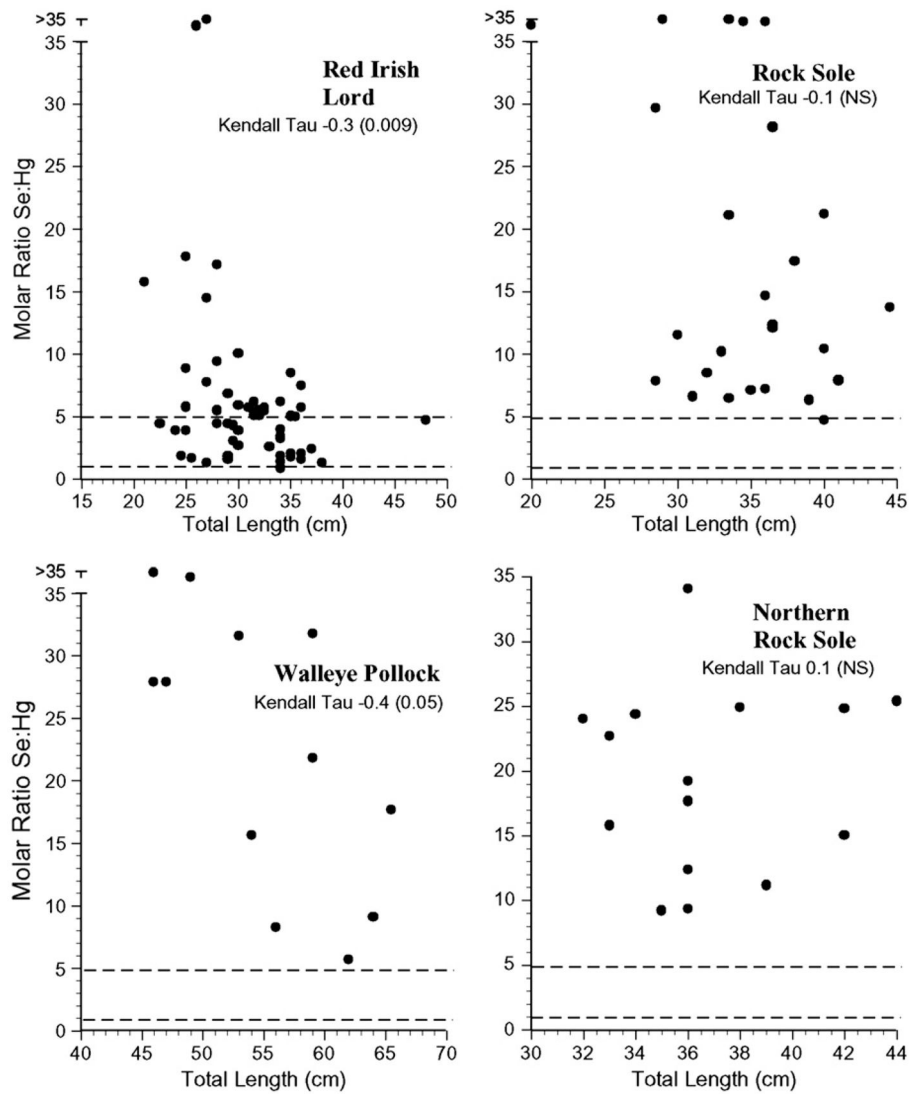 >35
35
30
25
20
15
10
5
0
Molar Ratio Se:Hg
Red Irish
Lord
Kendall Tau -0.3 (0.009)
15 20 25 30 35 40 45 50
Total Length (cm)
>35
35
30
25
20
15
10
5
0
Rock Sole
Kendall Tau -0.1 (NS)
20 25 30 35 40 45
Total Length (cm)
>35
35
30
25
20
15
10
5
0
Molar Ratio Se:Hg
Walleye Pollock
Kendall Tau -0.4 (0.05)
40 45 50 55 60 65 70
Total Length (cm)
35
30
25
20
15
10
5
0
Northern
Rock Sole
Kendall Tau 0.1 (NS)
30 32 34 36 38 40 42 44
Total Length (cm)